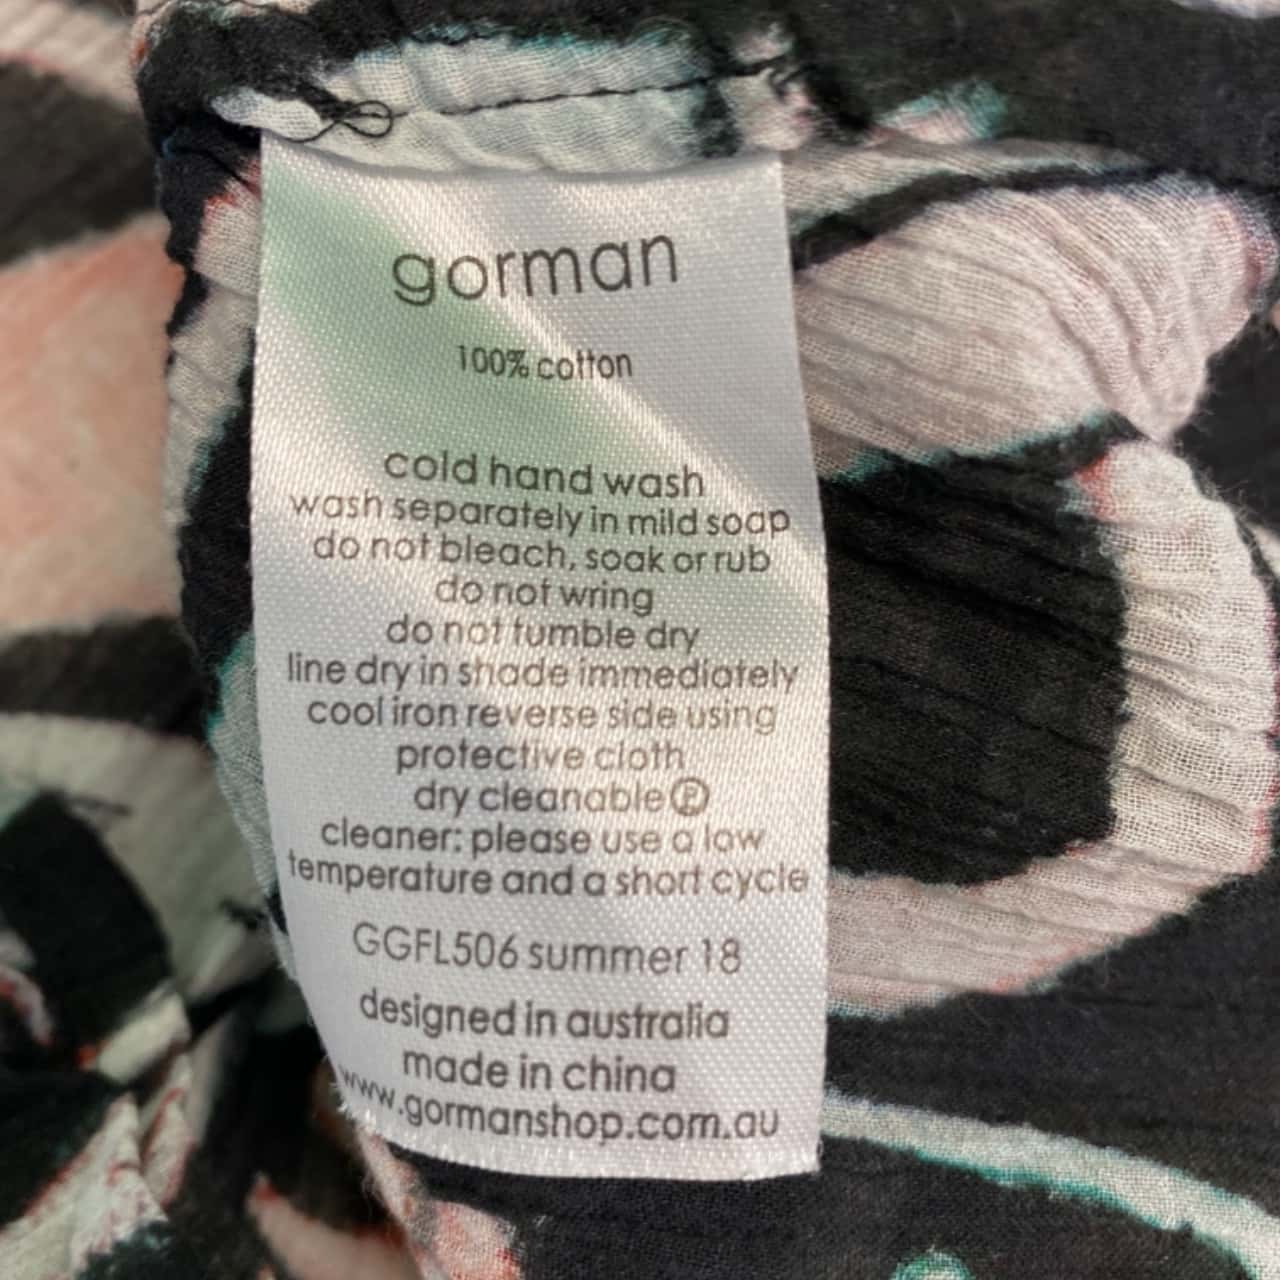 gorman
100% cotton
cold hand wash
wash separately in mild soap
do not bleach, soak or rub
do not wring
do not tumble dry
line dry in shade immediately
cool iron reverse side using
protective cloth
dry cleanable Ⓟ
cleaner: please use a low
temperature and a short cycle
GGFL506 summer 18
designed in australia
made in china
www.gormanshop.com.au